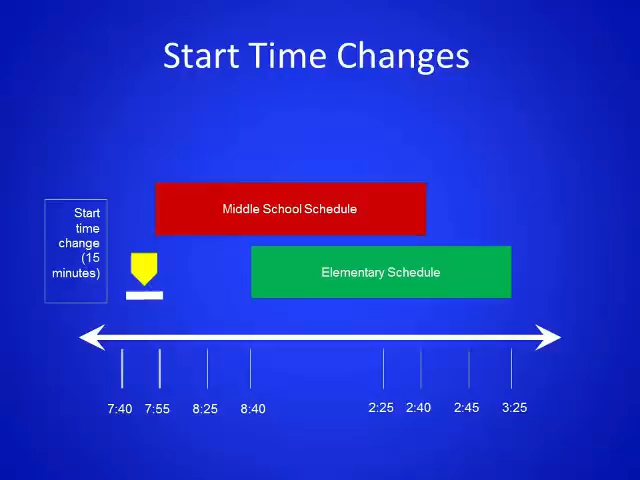 Start Time Changes
Middle School Schedule
Start
time
change
(15
minutes)
Elementary Schedule
7:40 7:55 8:25 8:40 2:25 2:40 2:45 3:25